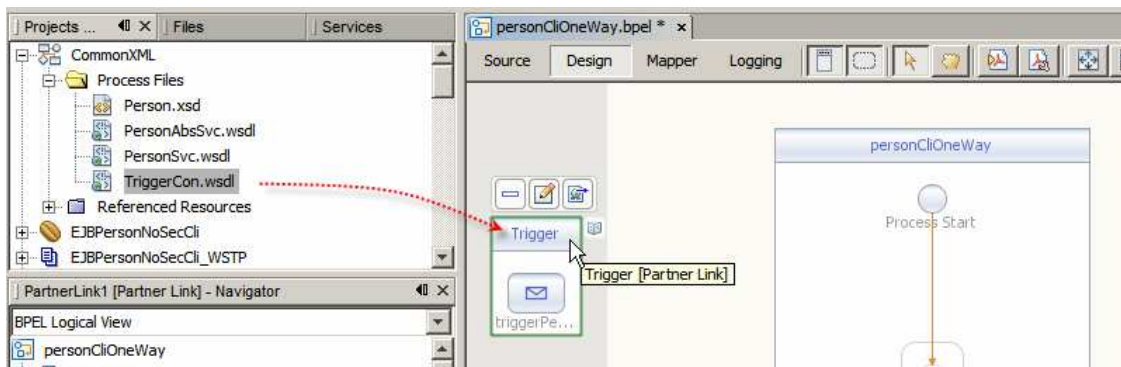 Projects ...
Files
Services
CommonXML
Process Files
Person.xsd
PersonAbsSvc.wsdl
PersonSvc.wsdl
TriggerCon.wsdl
Referenced Resources
EJBPersonNoSecCli
EJBPersonNoSecCli_WSTP
PartnerLink1 [Partner Link] - Navigator
BPEL Logical View
personCliOneWay
personCliOneWay.bpel * x
Source Design Mapper Logging
Trigger
Trigger [Partner Link]
triggerPe...
personCliOneWay
Process Start